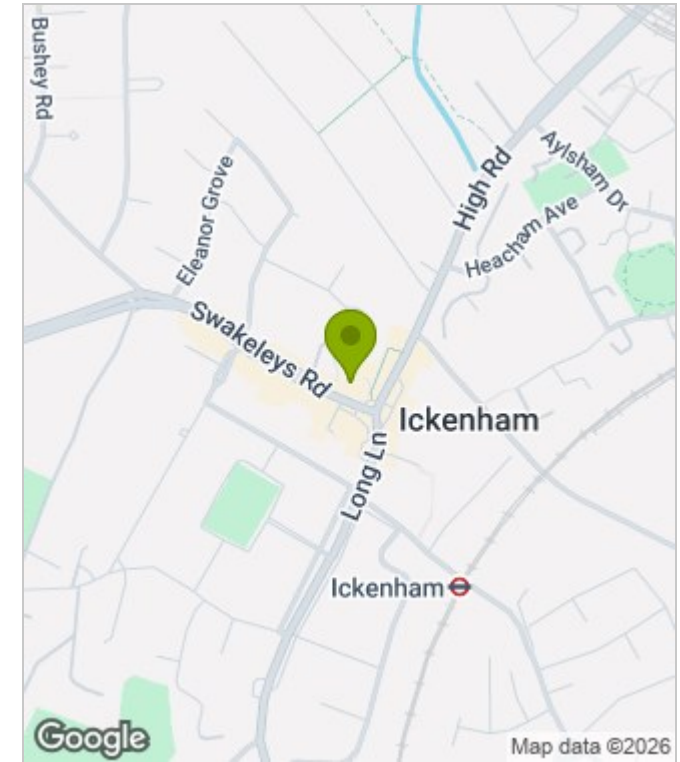 Bushey Rd
Eleanor Grove
High Rd
Aylsham Dr
Heacham Ave
Swakeleys Rd
Ickenham
Long Ln
Ickenham
Google
Map data ©2026